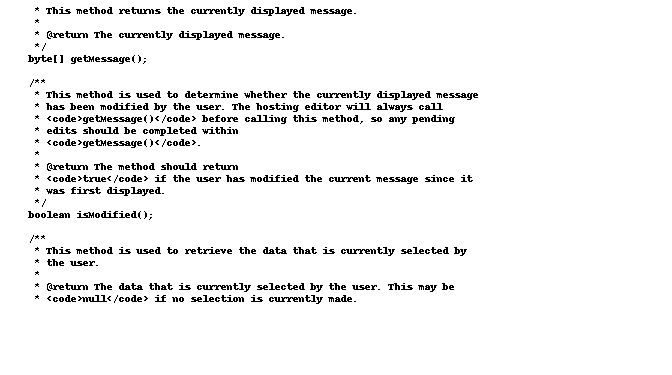 * This method returns the currently displayed message.
*
* @return The currently displayed message.
*/
byte[] getMessage();
/**
* This method is used to determine whether the currently displayed message
* has been modified by the user. The hosting editor will always call
* <code>getMessage()</code> before calling this method, so any pending
* edits should be completed within
* <code>getMessage()</code>.
*
* @return The method should return
* <code>true</code> if the user has modified the current message since it
* was first displayed.
*/
boolean isModified();
/**
* This method is used to retrieve the data that is currently selected by
* the user.
*
* @return The data that is currently selected by the user. This may be
* <code>null</code> if no selection is currently made.